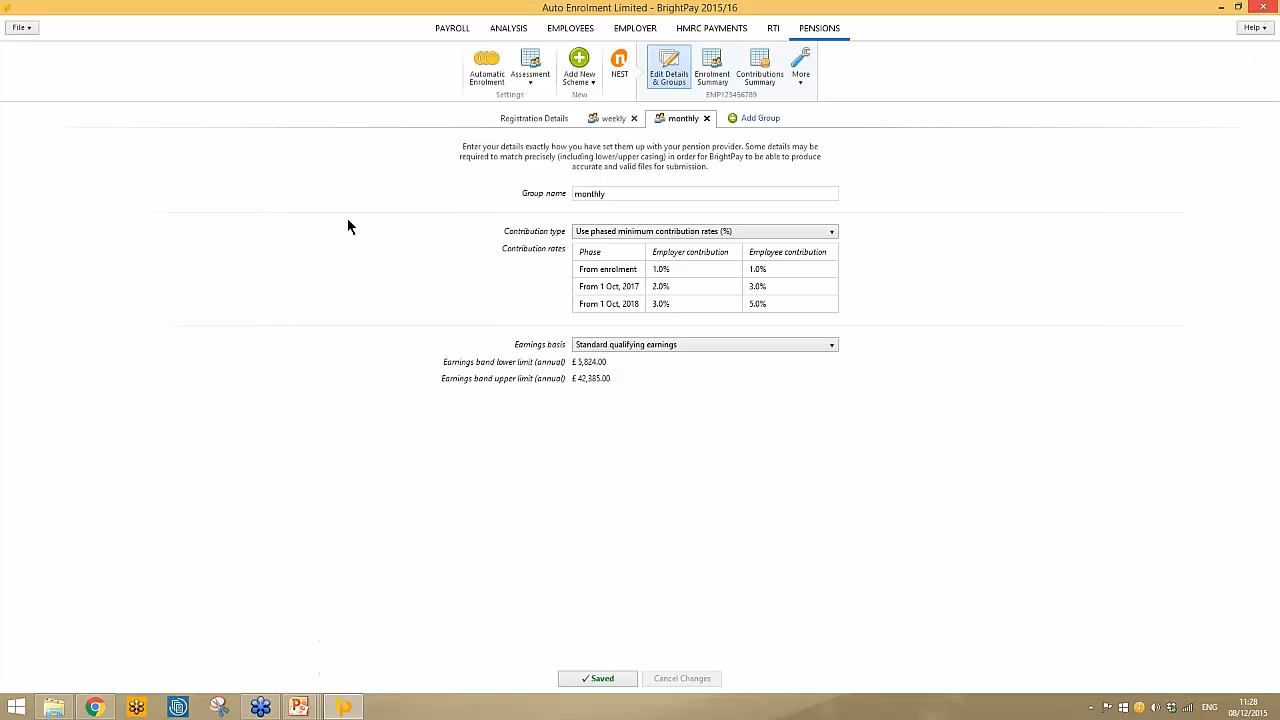 Auto Enrolment Limited - BrightPay 2015/16
File
PAYROLL ANALYSIS EMPLOYEES EMPLOYER HMRC PAYMENTS RTI PENSIONS
Help
Automatic Enrolment
Assessment
Settings
Add New Scheme
New
NEST
Edit Details & Groups
Enrolment Summary
Contributions Summary
More
EMP123456789
Registration Details weekly monthly Add Group
Enter your details exactly how you have set them up with your pension provider. Some details may be
required to match precisely (including lower/upper casing) in order for BrightPay to be able to produce
accurate and valid files for submission.
Group name monthly
Contribution type Use phased minimum contribution rates (%)
Contribution rates Phase Employer contribution Employee contribution
From enrolment 1.0% 1.0%
From 1 Oct, 2017 2.0% 3.0%
From 1 Oct, 2018 3.0% 5.0%
Earnings basis Standard qualifying earnings
Earnings band lower limit (annual) £ 5,824.00
Earnings band upper limit (annual) £ 42,385.00
Saved Cancel Changes
ENG 11:28
08/12/2015